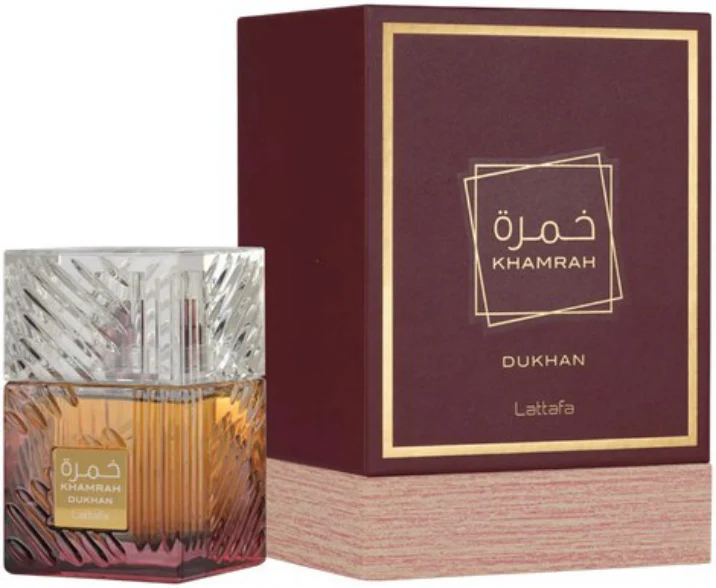 خمرة
KHAMRAH
DUKHAN
Lattafa
خمرة
KHAMRAH
DUKHAN
Lattafa